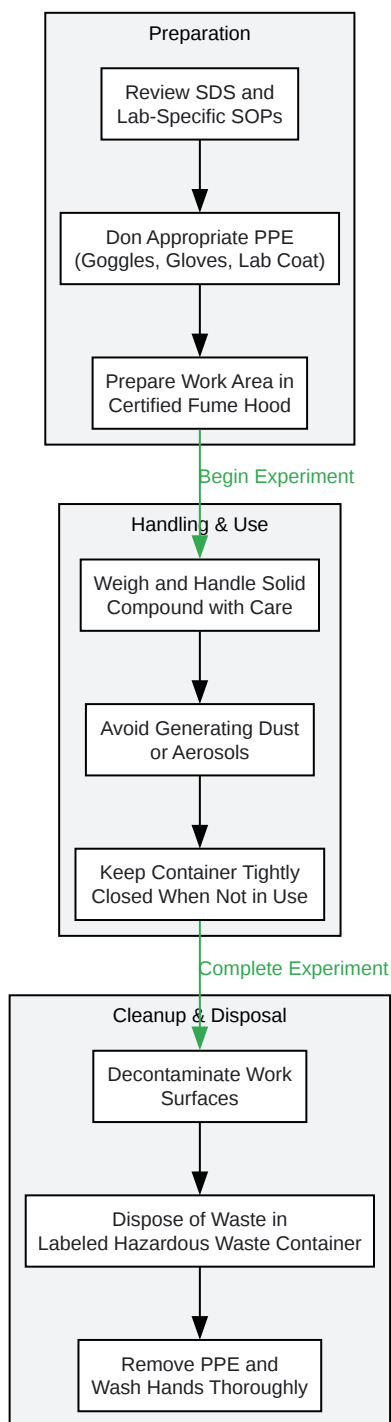 Preparation
Review SDS and
Lab-Specific SOPs
Don Appropriate PPE
(Goggles, Gloves, Lab Coat)
Prepare Work Area in
Certified Fume Hood
Begin Experiment
Handling & Use
Weigh and Handle Solid
Compound with Care
Avoid Generating Dust
or Aerosols
Keep Container Tightly
Closed When Not in Use
Complete Experiment
Cleanup & Disposal
Decontaminate Work
Surfaces
Dispose of Waste in
Labeled Hazardous Waste Container
Remove PPE and
Wash Hands Thoroughly